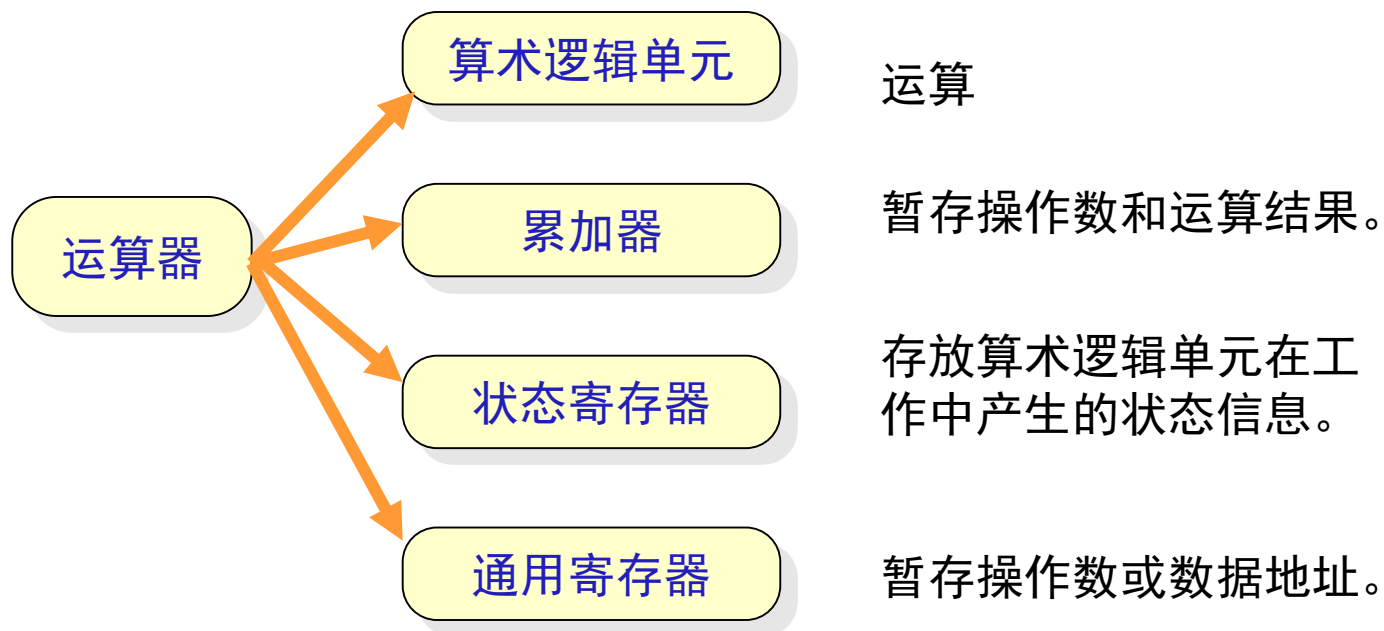 算术逻辑单元
运算
运算器
累加器
暂存操作数和运算结果。
状态寄存器
存放算术逻辑单元在工
作中产生的状态信息。
通用寄存器
暂存操作数或数据地址。